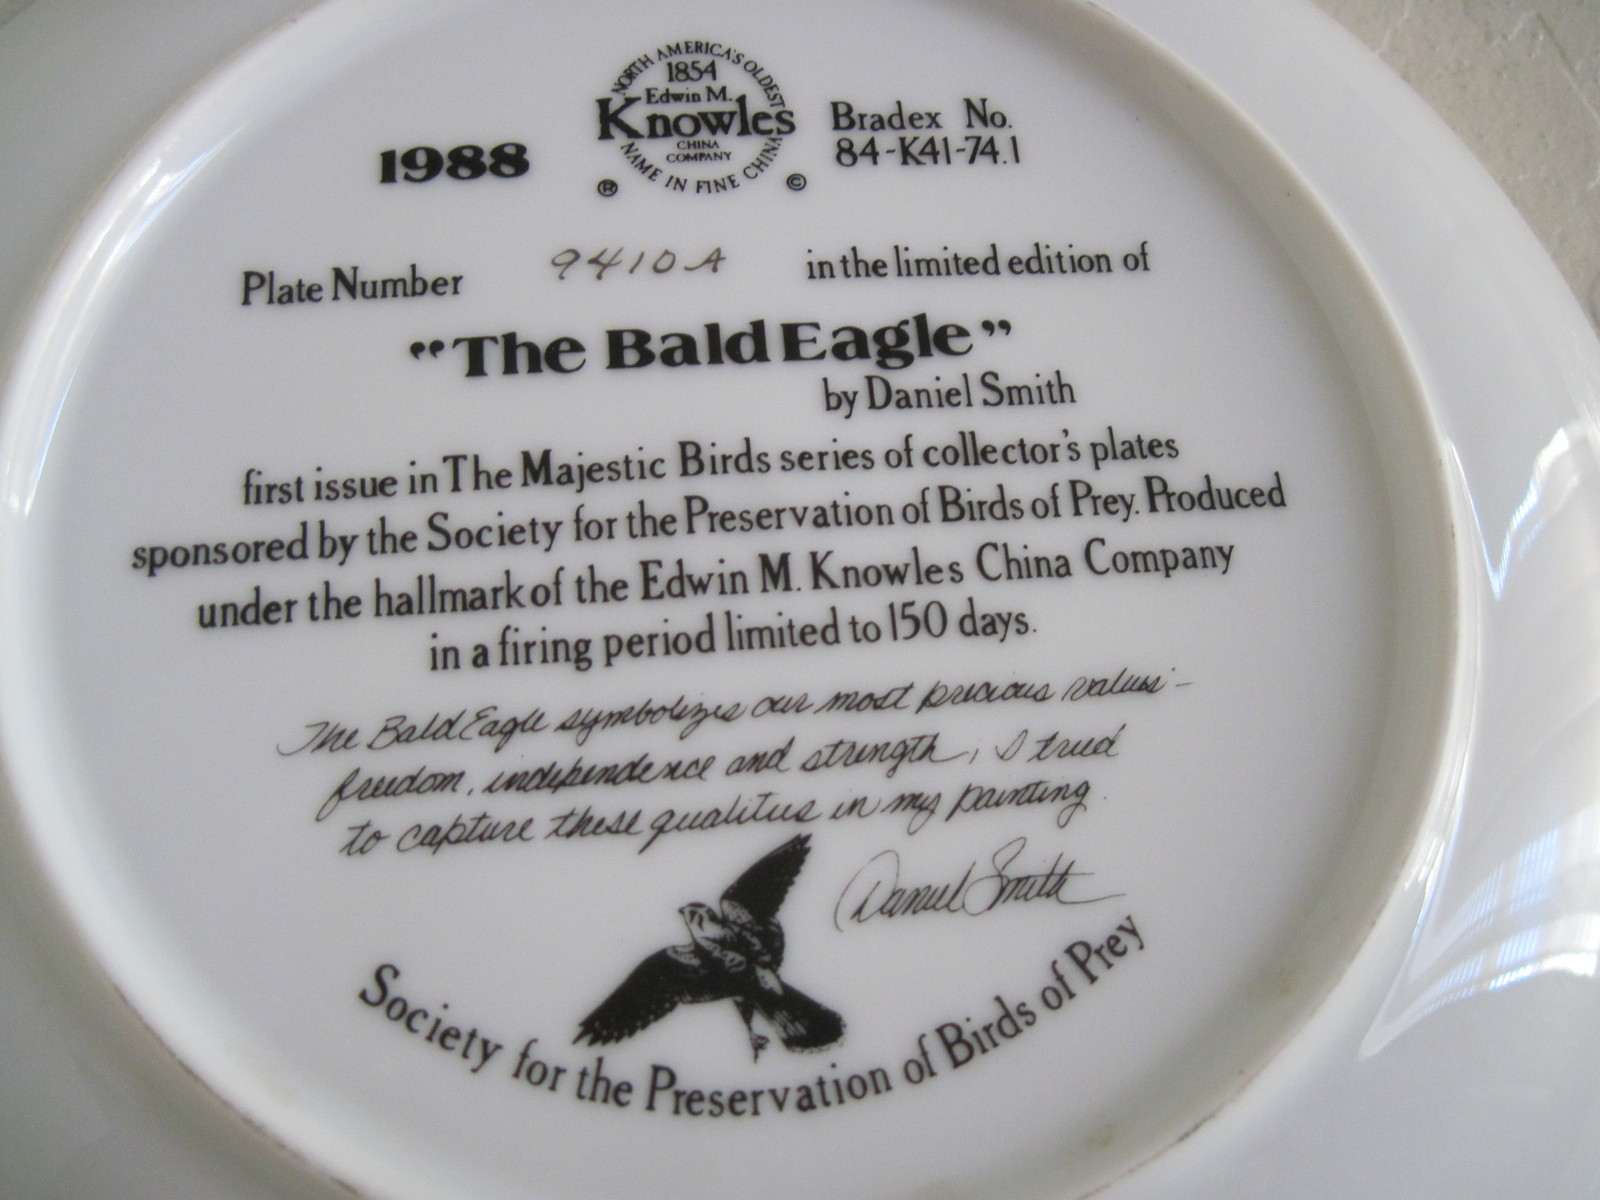 NORTH AMERICA'S OLDEST
1854
Edwin M.
Knowles
CHINA
COMPANY
NAME IN FINE CHINA
® ©
1988
Bradex No.
84-K41-74.1
Plate Number 9410A in the limited edition of
"The Bald Eagle"
by Daniel Smith
first issue in The Majestic Birds series of collector's plates
sponsored by the Society for the Preservation of Birds of Prey. Produced
under the hallmark of the Edwin M. Knowles China Company
in a firing period limited to 150 days.
The Bald Eagle symbolizes our most precious values -
freedom, independence and strength, I tried
to capture these qualities in my painting.
Daniel Smith
Society for the Preservation of Birds of Prey